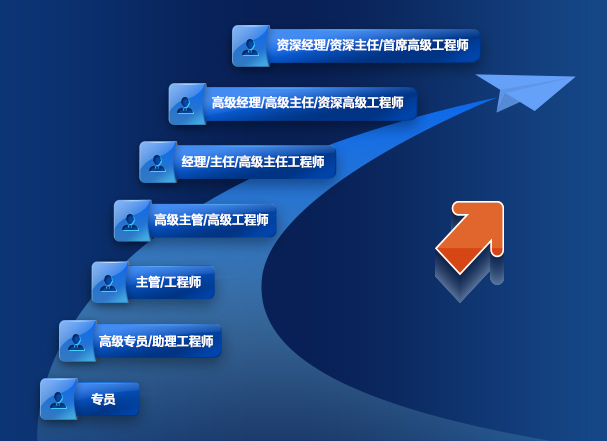 资深经理/资深主任/首席高级工程师
高级经理/高级主任/资深高级工程师
经理/主任/高级主任工程师
高级主管/高级工程师
主管/工程师
高级专员/助理工程师
专员